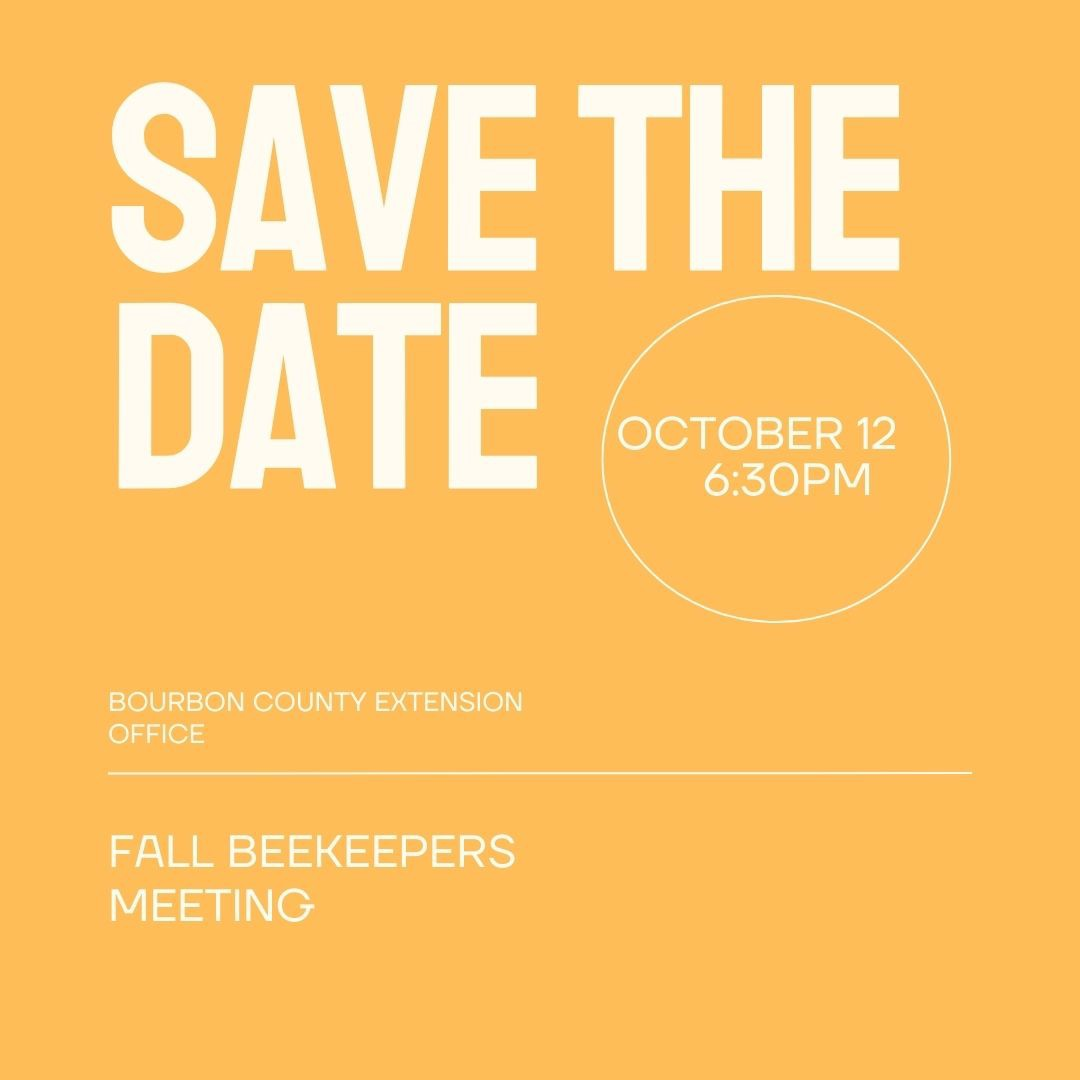 SAVE THE
DATE
OCTOBER 12
6:30PM
BOURBON COUNTY EXTENSION
OFFICE
FALL BEEKEEPERS
MEETING